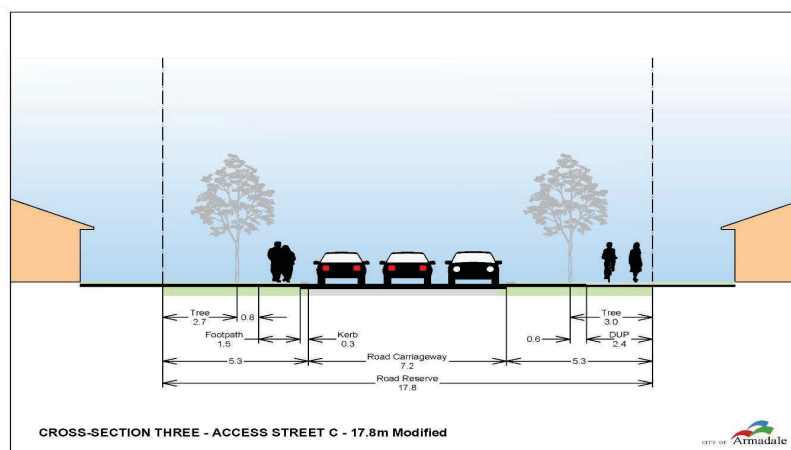 Tree
2.7
0.8
Tree
3.0
Footpath
1.5
Kerb
0.3
0.6
DUP
2.4
5.3
Road Carriageway
7.2
5.3
Road Reserve
17.8
CROSS-SECTION THREE - ACCESS STREET C - 17.8m Modified
CITY OF Armadale